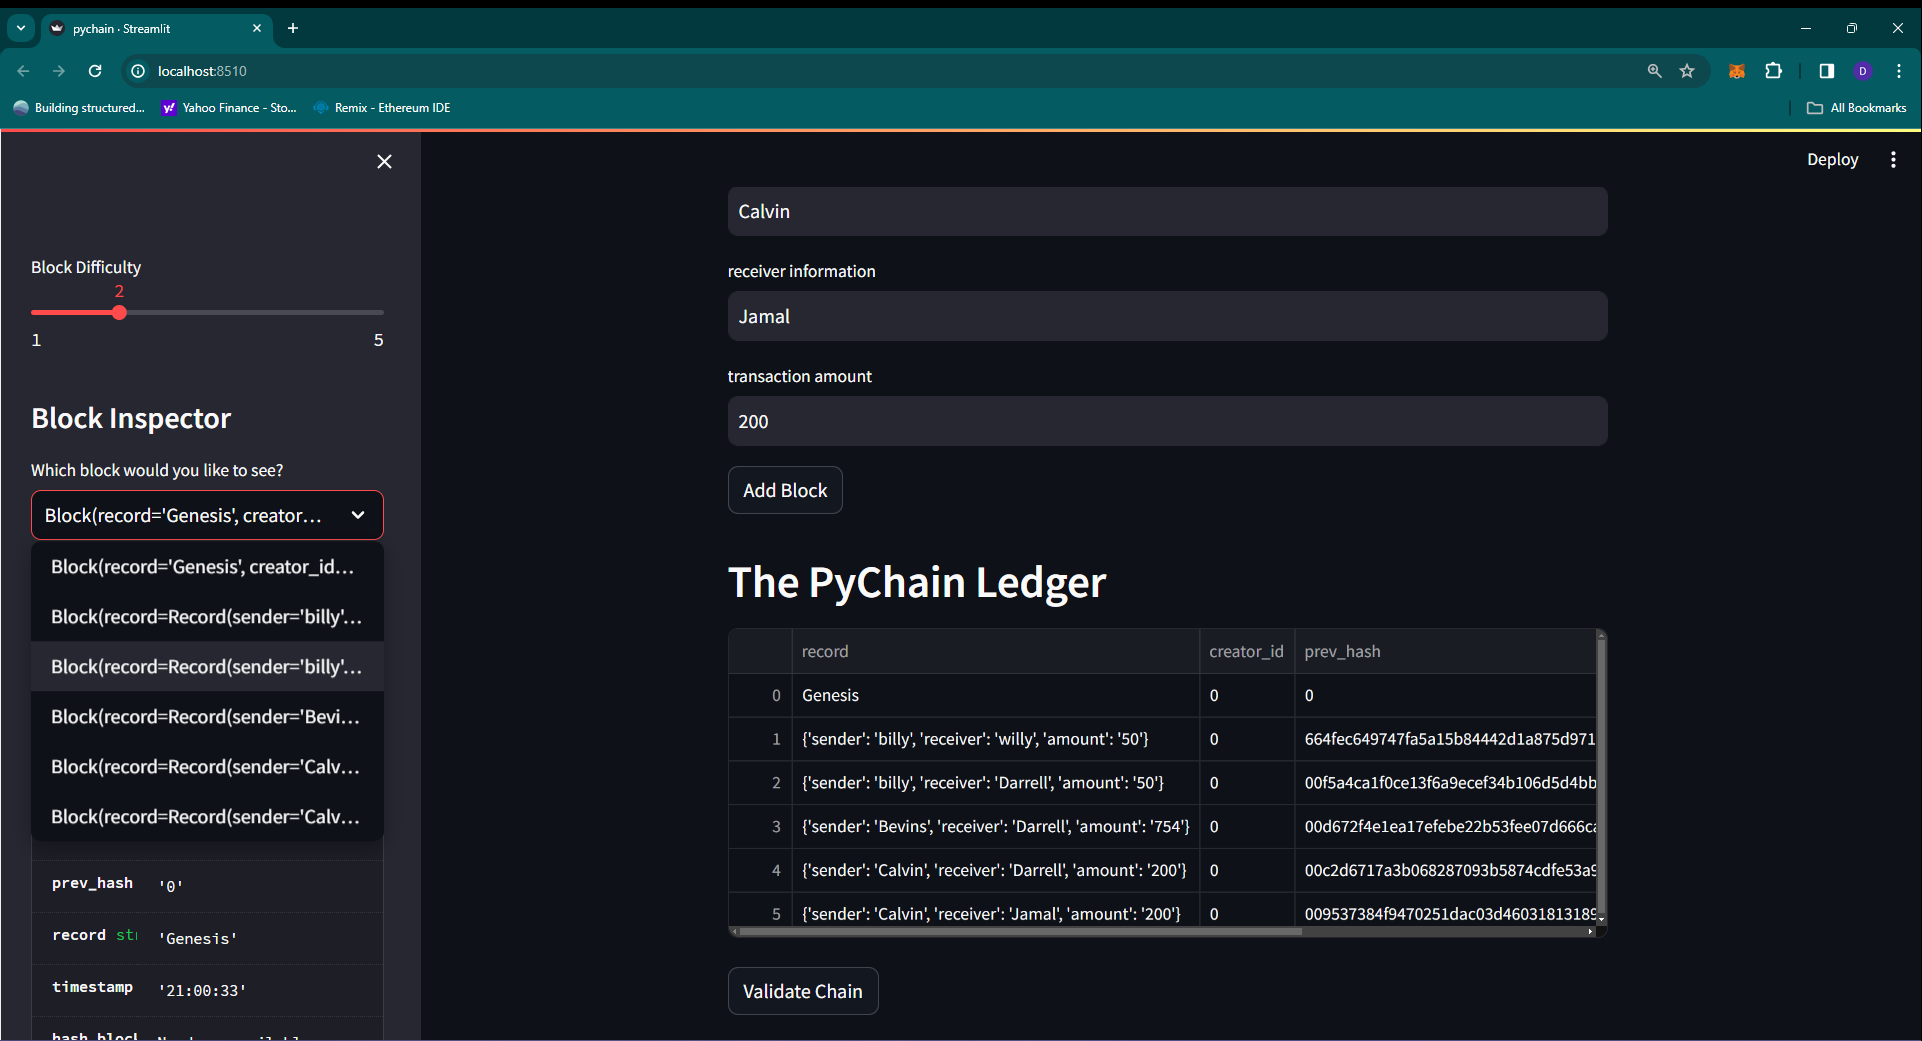 pychain · Streamlit
localhost:8510
Building structured...
Yahoo Finance - Sto...
Remix - Ethereum IDE
All Bookmarks
D
Deploy
Block Difficulty
2
1
5
Block Inspector
Which block would you like to see?
Block(record='Genesis', creator...
Block(record='Genesis', creator_id...
Block(record=Record(sender='billy'...
Block(record=Record(sender='billy'...
Block(record=Record(sender='Bevi...
Block(record=Record(sender='Calv...
Block(record=Record(sender='Calv...
prev_hash '0'
record str 'Genesis'
timestamp '21:00:33'
Calvin
receiver information
Jamal
transaction amount
200
Add Block
The PyChain Ledger
record creator_id prev_hash
0 Genesis 0 0
1 {'sender': 'billy', 'receiver': 'willy', 'amount': '50'} 0 664fec649747fa5a15b84442d1a875d971
2 {'sender': 'billy', 'receiver': 'Darrell', 'amount': '50'} 0 00f5a4ca1f0ce13f6a9ecef34b106d5d4bb
3 {'sender': 'Bevins', 'receiver': 'Darrell', 'amount': '754'} 0 00d672f4e1ea17efebe22b53fee07d666ca
4 {'sender': 'Calvin', 'receiver': 'Darrell', 'amount': '200'} 0 00c2d6717a3b068287093b5874cdfe53a9
5 {'sender': 'Calvin', 'receiver': 'Jamal', 'amount': '200'} 0 009537384f9470251dac03d46031813189
Validate Chain